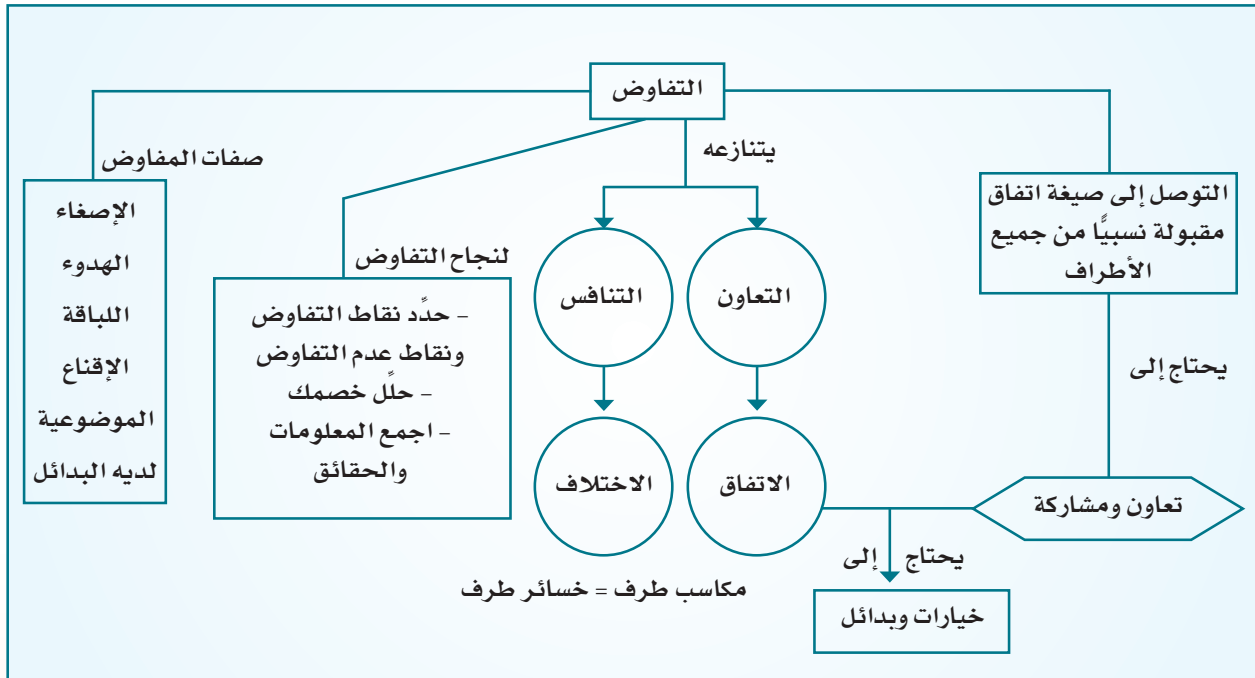 التفاوض
التوصل إلى صيغة اتفاق
مقبولة نسبيًّا من جميع
الأطراف
يحتاج إلى
تعاون ومشاركة
يتنازعه
التعاون
التنافس
الاتفاق
الاختلاف
يحتاج إلى
خيارات وبدائل
مكاسب طرف = خسائر طرف
لنجاح التفاوض
– حدِّد نقاط التفاوض
ونقاط عدم التفاوض
– حلِّل خصمك
– اجمع المعلومات
والحقائق
صفات المفاوض
الإصغاء
الهدوء
اللباقة
الإقناع
الموضوعية
لديه البدائل